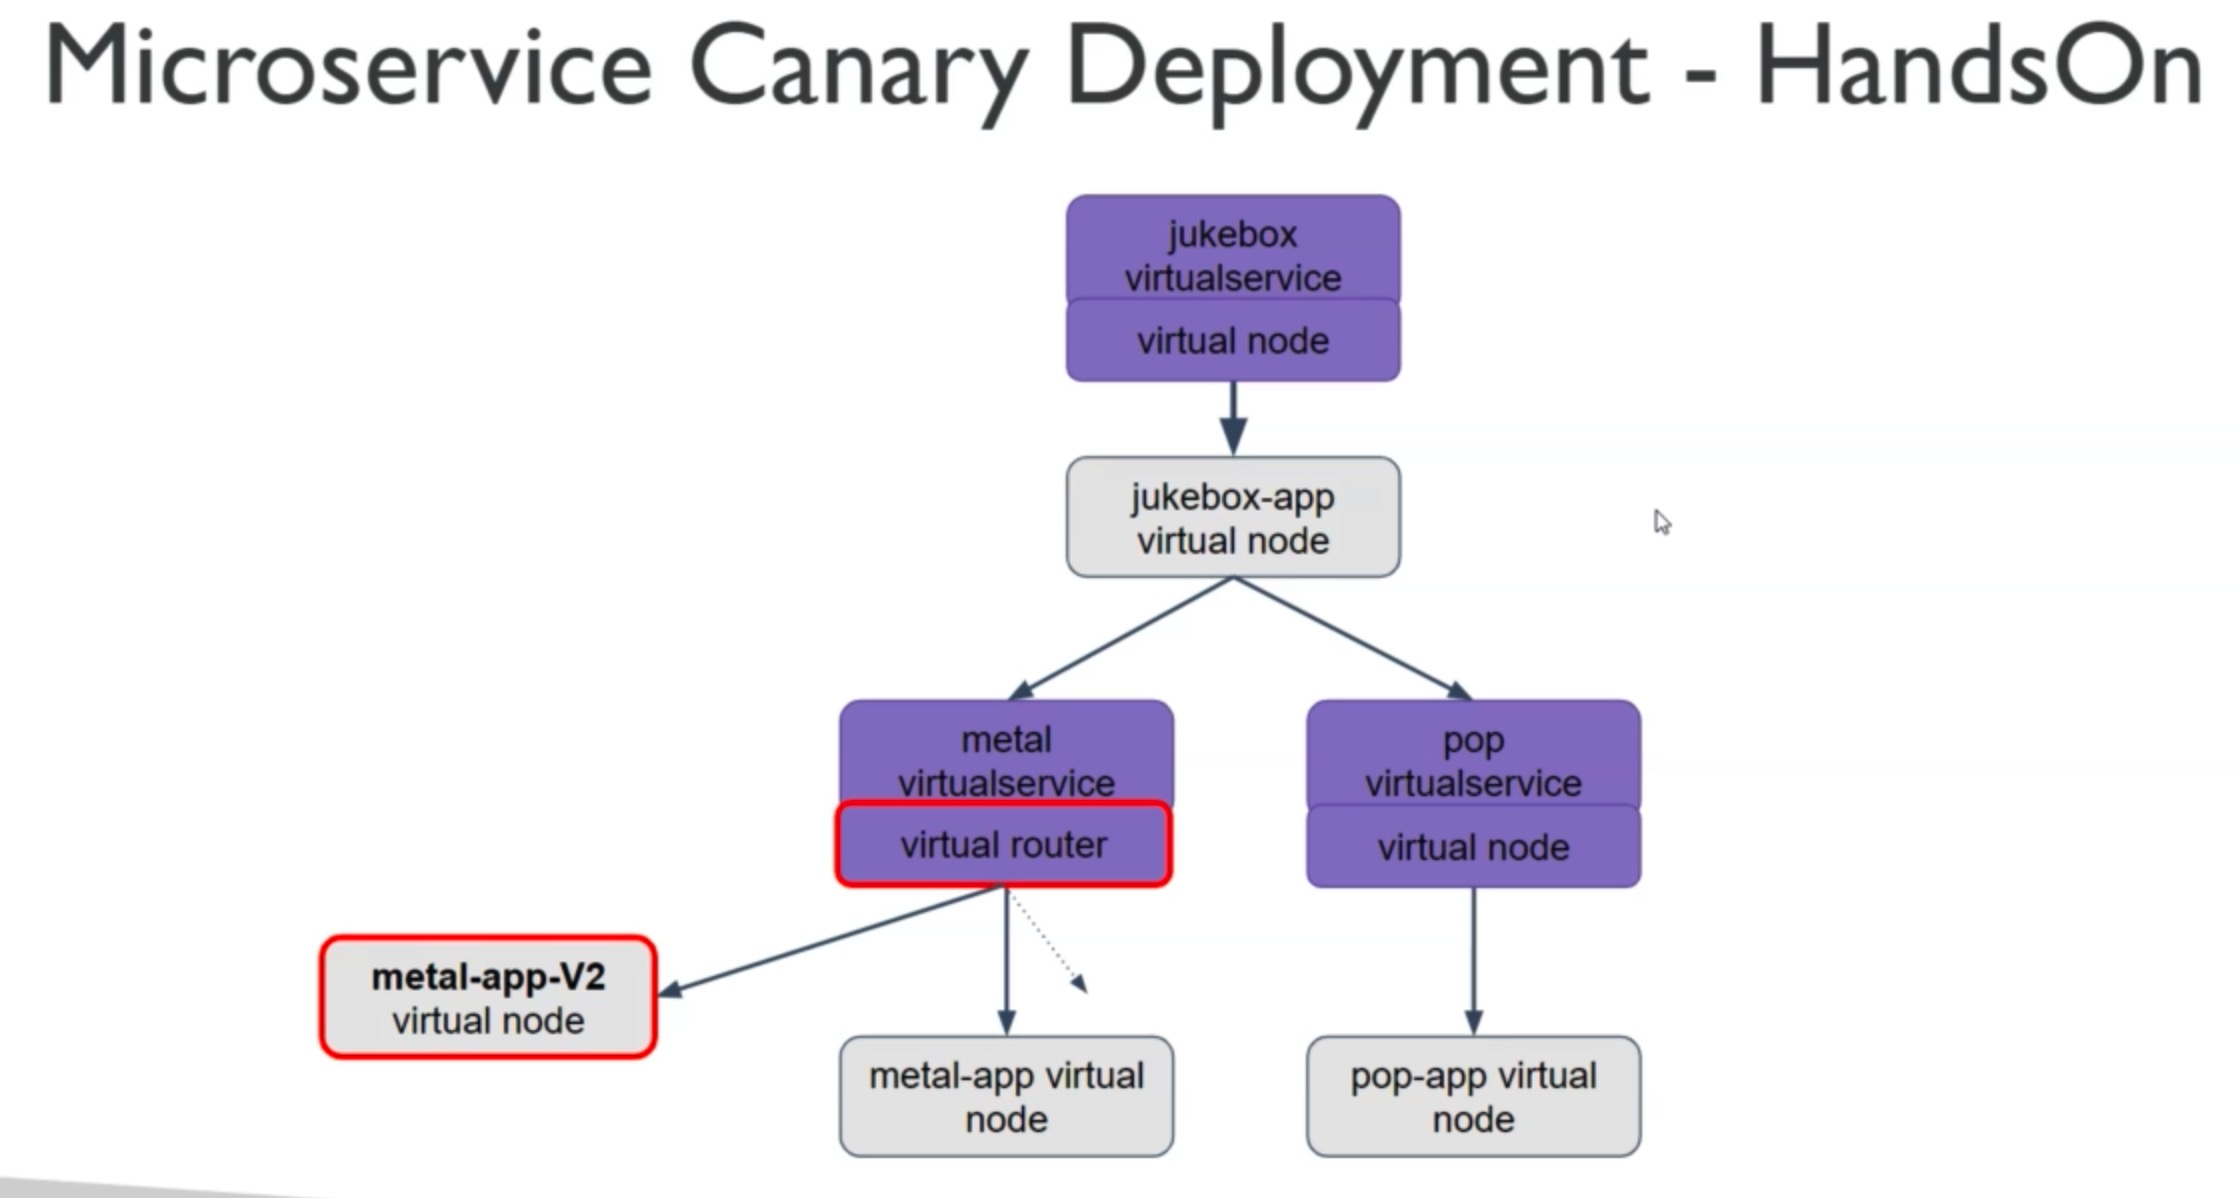 Microservice Canary Deployment - HandsOn
jukebox
virtualservice
virtual node
jukebox-app
virtual node
metal
virtualservice
virtual router
pop
virtualservice
virtual node
metal-app-V2
virtual node
metal-app virtual
node
pop-app virtual
node